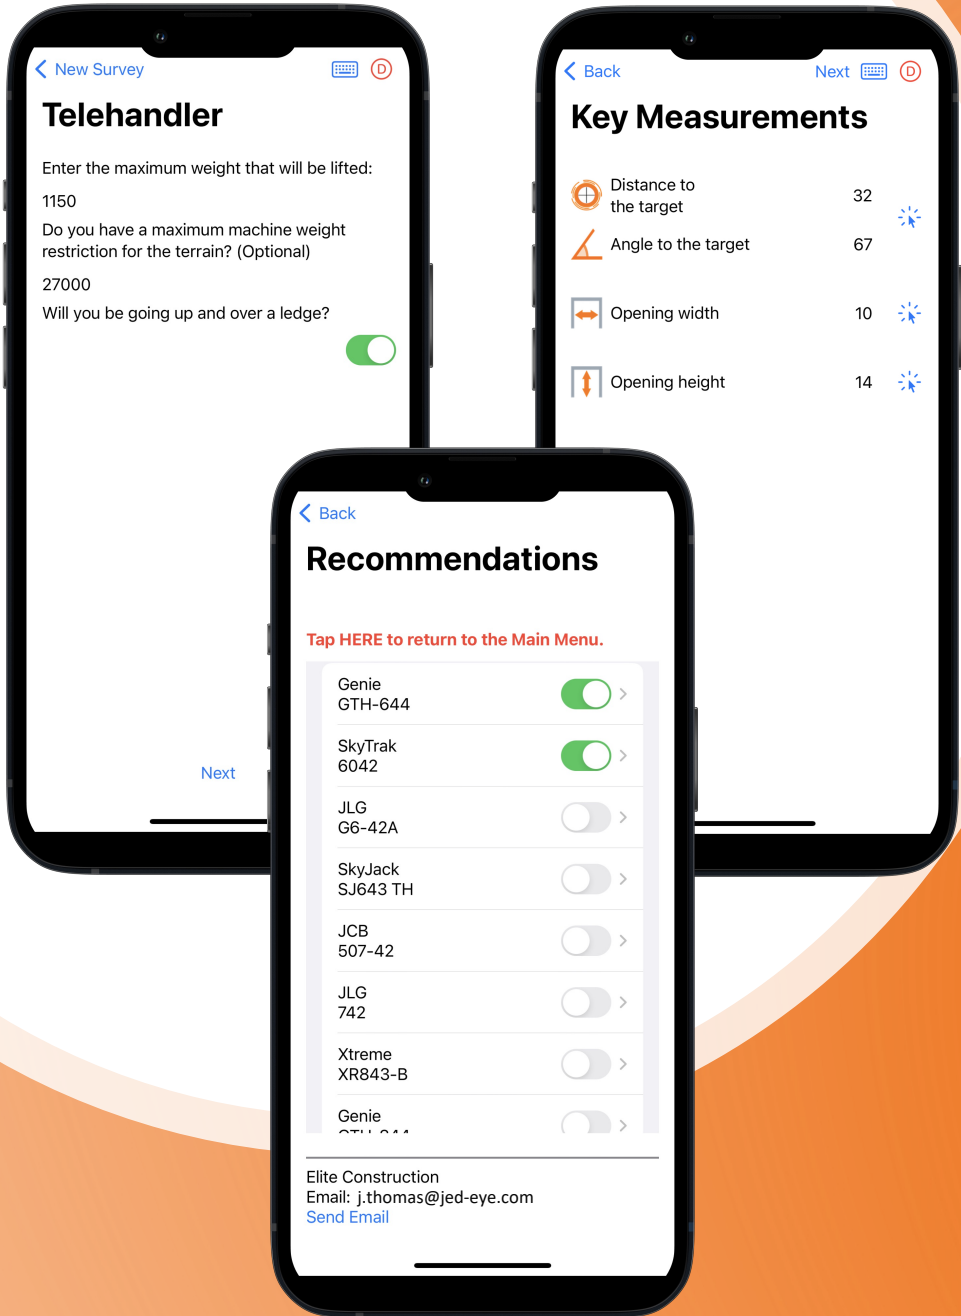 New Survey
D
Telehandler
Enter the maximum weight that will be lifted:
1150
Do you have a maximum machine weight
restriction for the terrain? (Optional)
27000
Will you be going up and over a ledge?
Next
Back
Next
D
Key Measurements
Distance to
the target
32
Angle to the target
67
Opening width
10
Opening height
14
Back
Recommendations
Tap HERE to return to the Main Menu.
Genie
GTH-644
SkyTrak
6042
JLG
G6-42A
SkyJack
SJ643 TH
JCB
507-42
JLG
742
Xtreme
XR843-B
Genie
Elite Construction
Email: j.thomas@jed-eye.com
Send Email